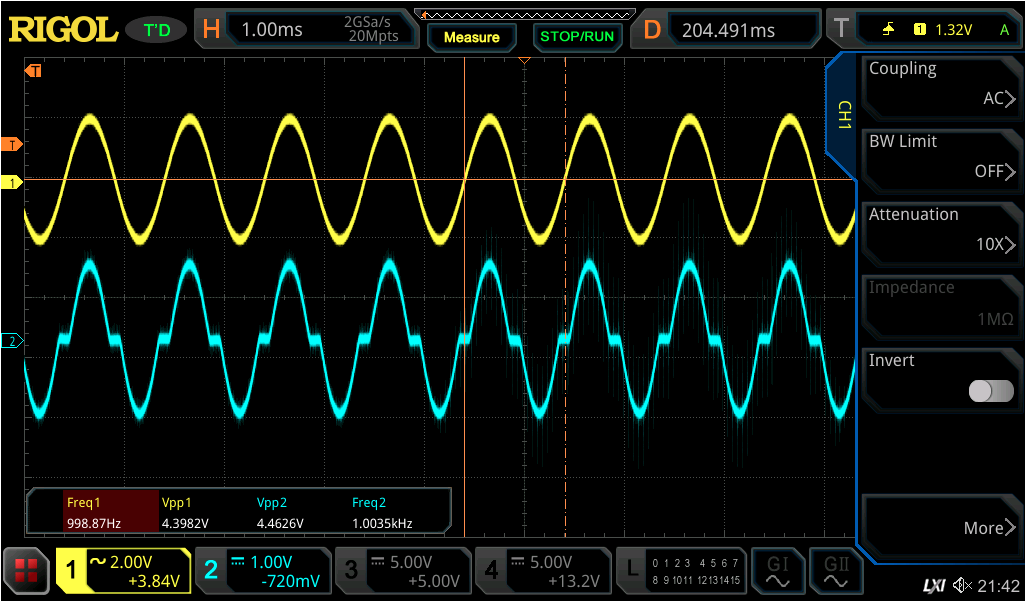 RIGOL T'D H 1.00ms 2GSa/s 20Mpts Measure STOP/RUN D 204.491ms T 1 1.32V A
T
Coupling
AC
CH1
BW Limit
OFF
T
1
Attenuation
10X
Impedance
1MΩ
2
Invert
Freq1 Vpp1 Vpp2 Freq2
998.87Hz 4.3982V 4.4626V 1.0035kHz
More
1 2.00V +3.84V
2 1.00V -720mV
3 5.00V +5.00V
4 5.00V +13.2V
L 0 1 2 3 4 5 6 7
8 9 10 11 12 13 14 15
GI GII
LXI 21:42